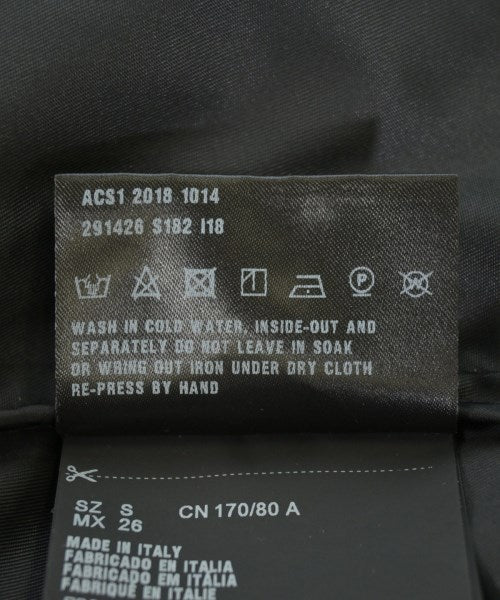 ACS1 2018 1014
291426 S182 I18
P W
WASH IN COLD WATER, INSIDE-OUT AND
SEPARATELY DO NOT LEAVE IN SOAK
OR WRING OUT IRON UNDER DRY CLOTH
RE-PRESS BY HAND
SZ S CN 170/80 A
MX 26
MADE IN ITALY
FABRICADO EN ITALIA
FABRICADO EM ITALIA
FABRIQUE EN ITALIE